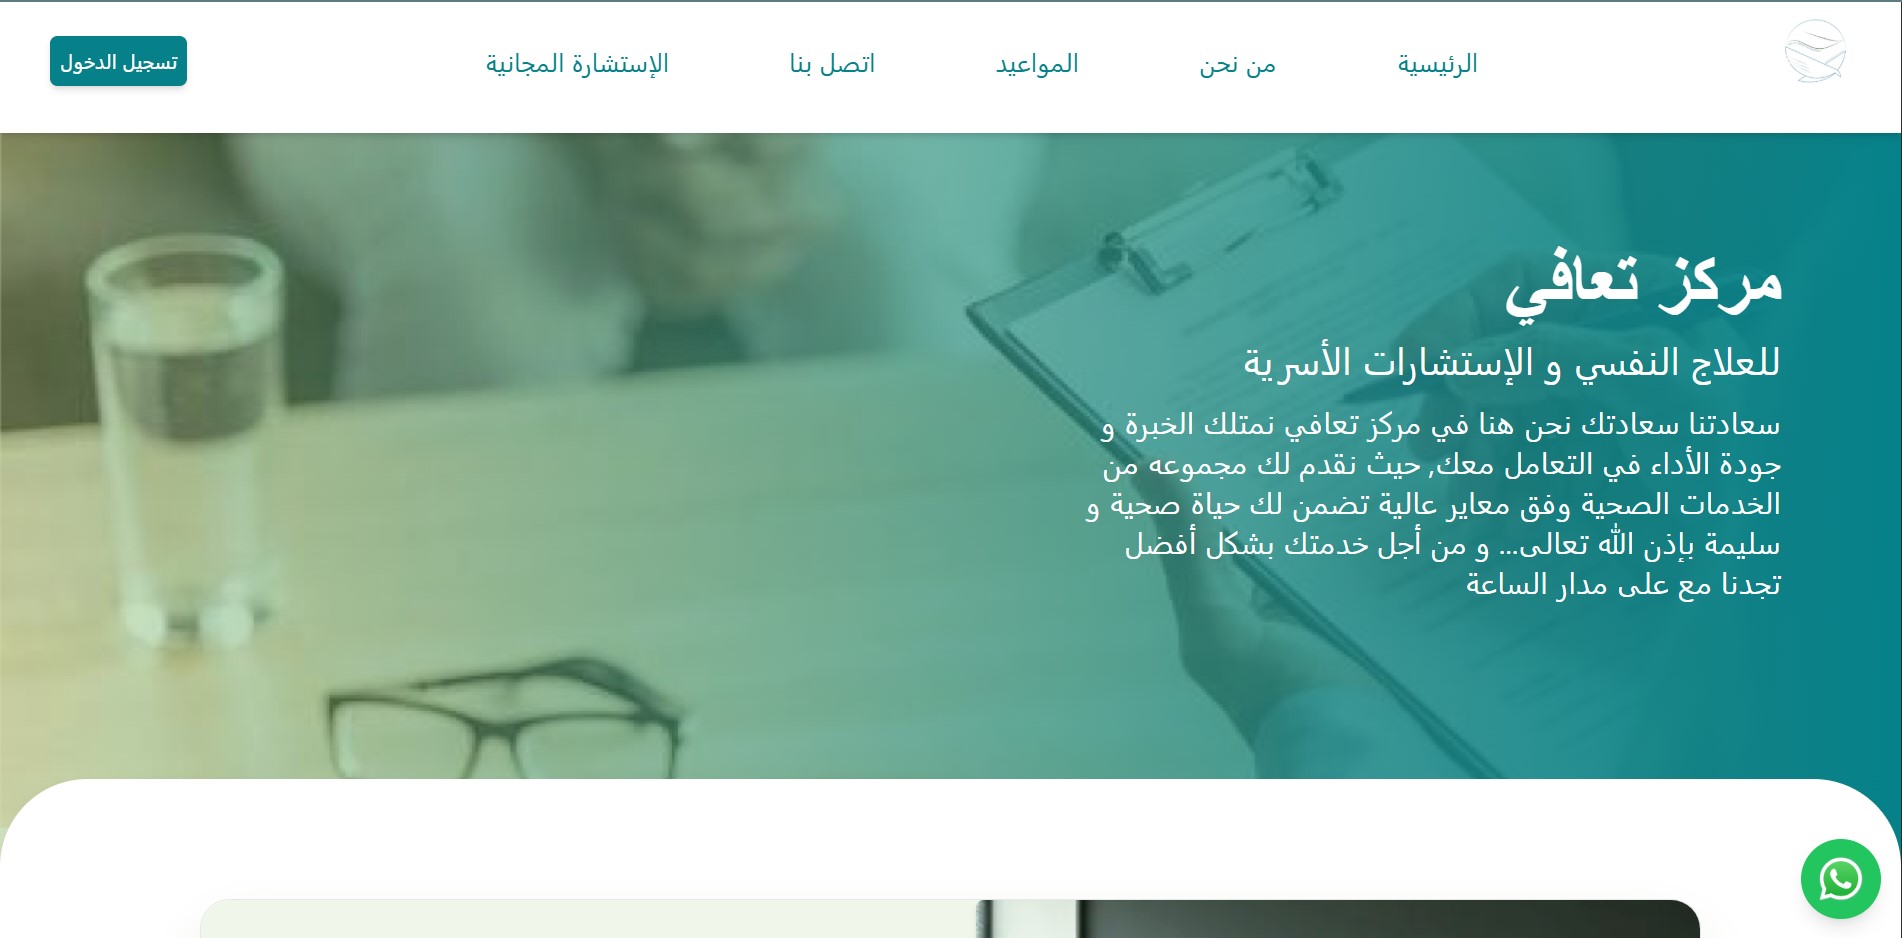 الرئيسية
من نحن
المواعيد
اتصل بنا
الإستشارة المجانية
تسجيل الدخول
مركز تعافي
للعلاج النفسي و الإستشارات الأسرية
سعادتنا سعادتك نحن هنا في مركز تعافي نمتلك الخبرة و
جودة الأداء في التعامل معك, حيث نقدم لك مجموعه من
الخدمات الصحية وفق معاير عالية تضمن لك حياة صحية و
سليمة بإذن الله تعالى... و من أجل خدمتك بشكل أفضل
تجدنا مع على مدار الساعة